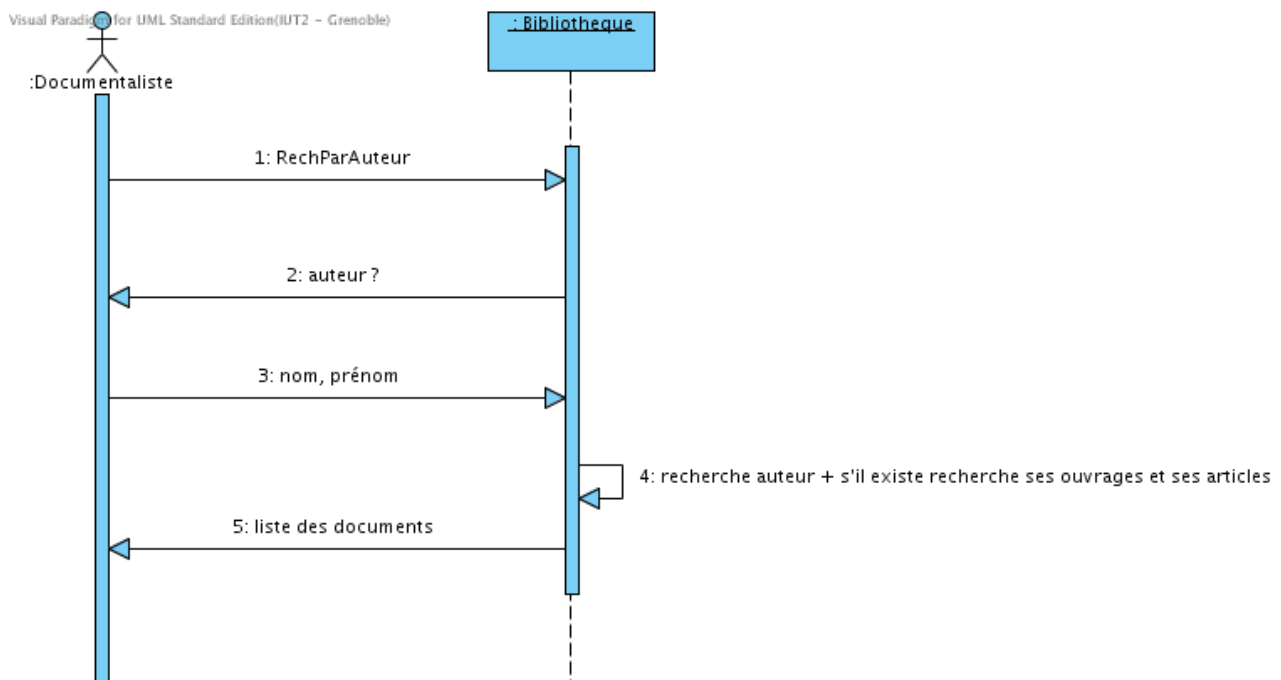 Visual Paradigm for UML Standard Edition(IUT2 - Grenoble)
: Bibliotheque
:Documentaliste
1: RechParAuteur
2: auteur ?
3: nom, prénom
4: recherche auteur + s'il existe recherche ses ouvrages et ses articles
5: liste des documents